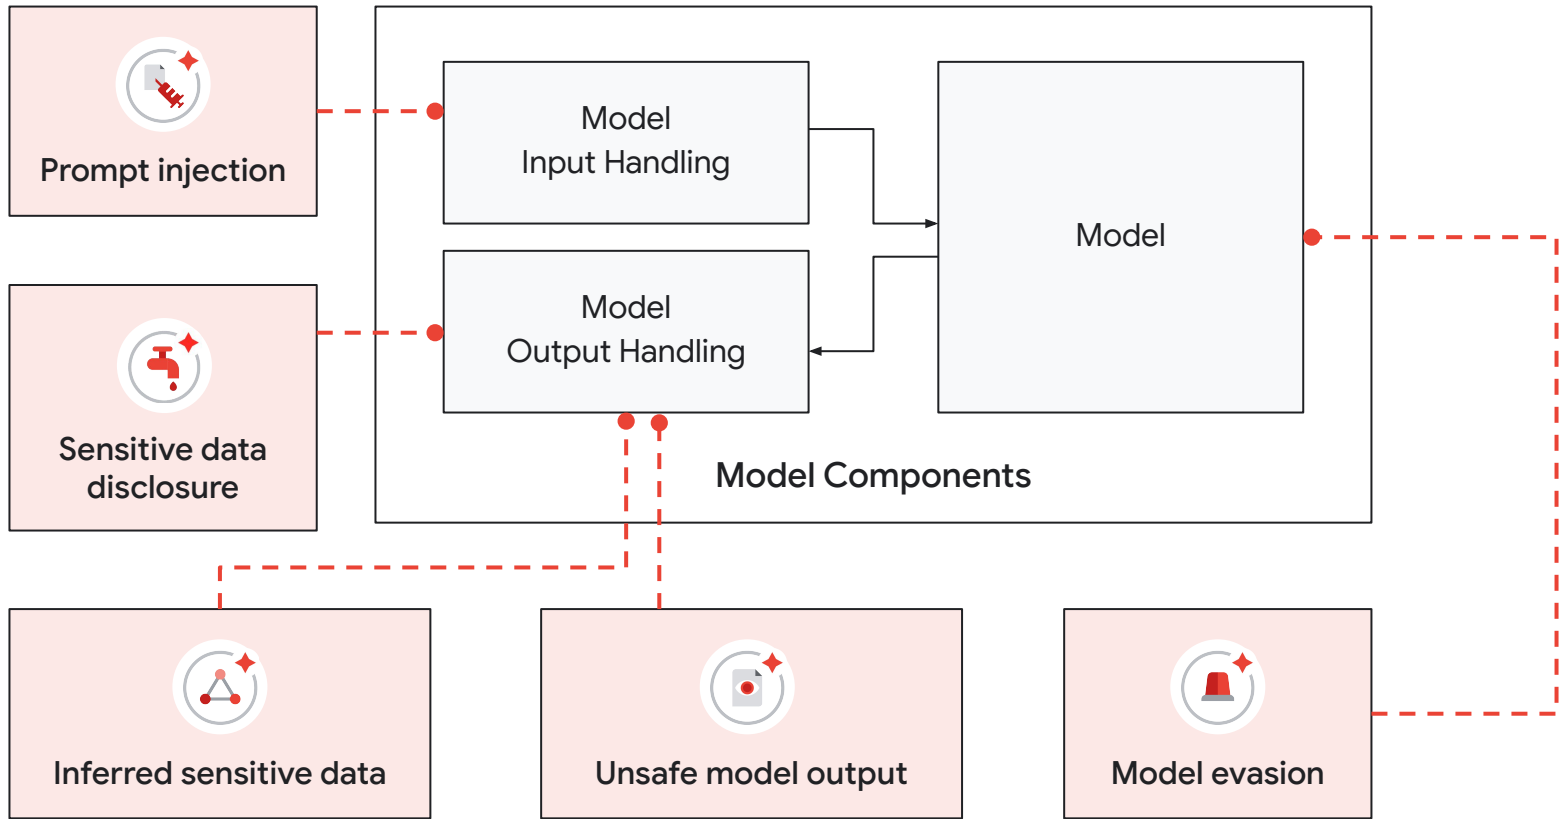 Prompt injection
Model
Input Handling
Model
Model
Output Handling
Sensitive data
disclosure
Model Components
Inferred sensitive data
Unsafe model output
Model evasion